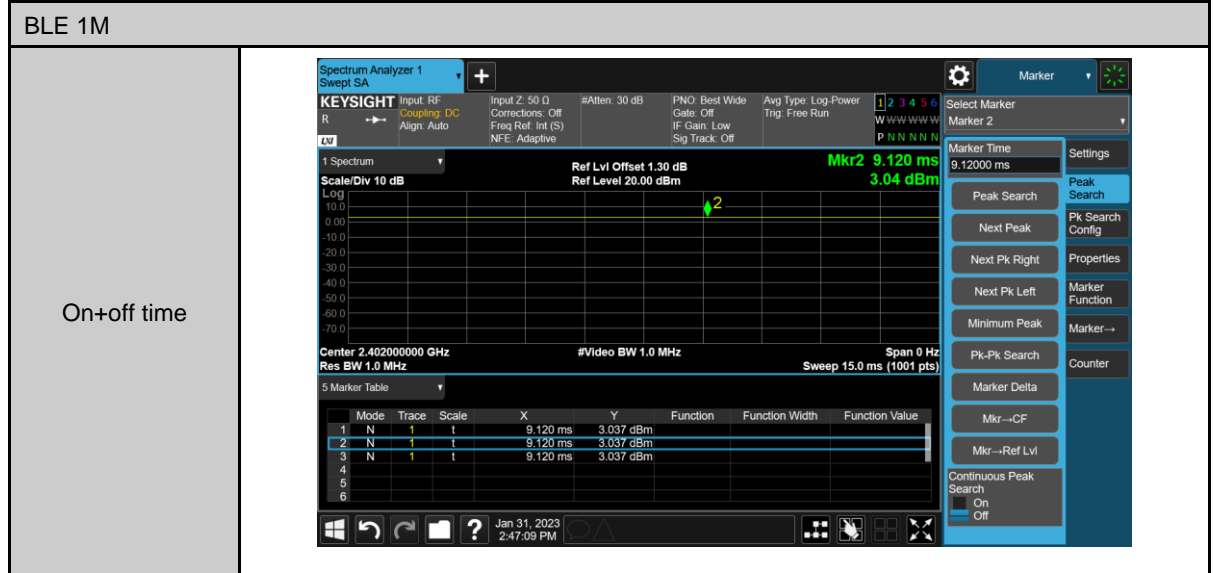 BLE 1M
On+off time
Spectrum Analyzer 1
Swept SA
+
Marker
KEYSIGHT
R
LXI
Input: RF
Coupling: DC
Align: Auto
Input Z: 50 Ω
Corrections: Off
Freq Ref: Int (S)
NFE: Adaptive
#Atten: 30 dB
PNO: Best Wide
Gate: Off
IF Gain: Low
Sig Track: Off
Avg Type: Log-Power
Trig: Free Run
1 2 3 4 5 6
W W W W W W
P N N N N N
Select Marker
Marker 2
1 Spectrum
Scale/Div 10 dB
Ref Lvl Offset 1.30 dB
Ref Level 20.00 dBm
Mkr2 9.120 ms
3.04 dBm
Log
10.0
0.00
-10.0
-20.0
-30.0
-40.0
-50.0
-60.0
-70.0
2
Center 2.402000000 GHz
#Video BW 1.0 MHz
Span 0 Hz
Res BW 1.0 MHz
Sweep 15.0 ms (1001 pts)
5 Marker Table
Mode Trace Scale X Y Function Function Width Function Value
1 N 1 t 9.120 ms 3.037 dBm
2 N 1 t 9.120 ms 3.037 dBm
3 N 1 t 9.120 ms 3.037 dBm
4
5
6
Marker Time
9.12000 ms
Peak Search
Next Peak
Next Pk Right
Next Pk Left
Minimum Peak
Pk-Pk Search
Marker Delta
Mkr→CF
Mkr→Ref Lvl
Continuous Peak
Search
On
Off
Settings
Peak
Search
Pk Search
Config
Properties
Marker
Function
Marker→
Counter
?
Jan 31, 2023
2:47:09 PM